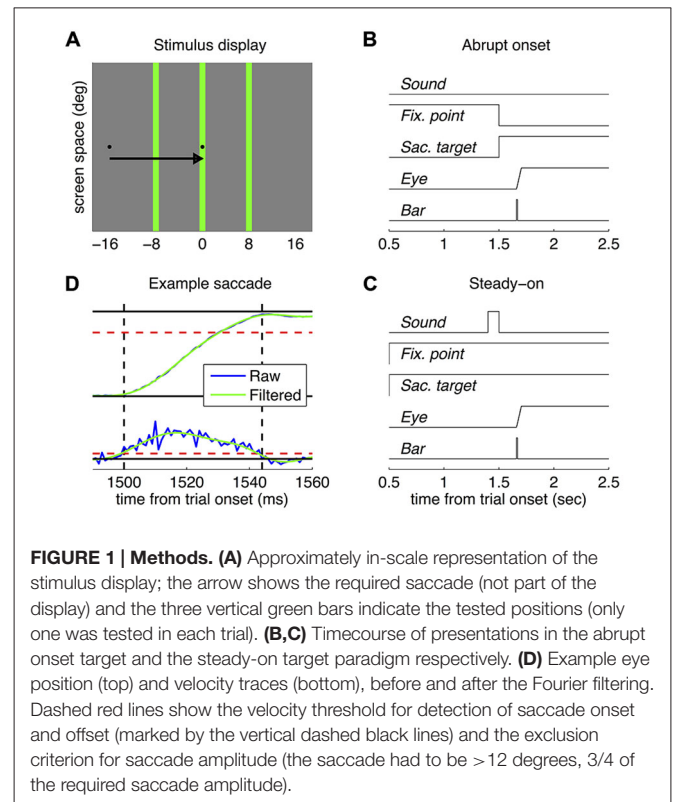 A
Stimulus display
screen space (deg)
−16 −8 0 8 16
B
Abrupt onset
Sound
Fix. point
Sac. target
Eye
Bar
0.5 1 1.5 2 2.5
D
Example saccade
Raw
Filtered
1500 1520 1540 1560
time from trial onset (ms)
C
Steady−on
Sound
Fix. point
Sac. target
Eye
Bar
0.5 1 1.5 2 2.5
time from trial onset (sec)
FIGURE 1 | Methods. (A) Approximately in-scale representation of the
stimulus display; the arrow shows the required saccade (not part of the
display) and the three vertical green bars indicate the tested positions (only
one was tested in each trial). (B,C) Timecourse of presentations in the abrupt
onset target and the steady-on target paradigm respectively. (D) Example eye
position (top) and velocity traces (bottom), before and after the Fourier filtering.
Dashed red lines show the velocity threshold for detection of saccade onset
and offset (marked by the vertical dashed black lines) and the exclusion
criterion for saccade amplitude (the saccade had to be >12 degrees, 3/4 of
the required saccade amplitude).